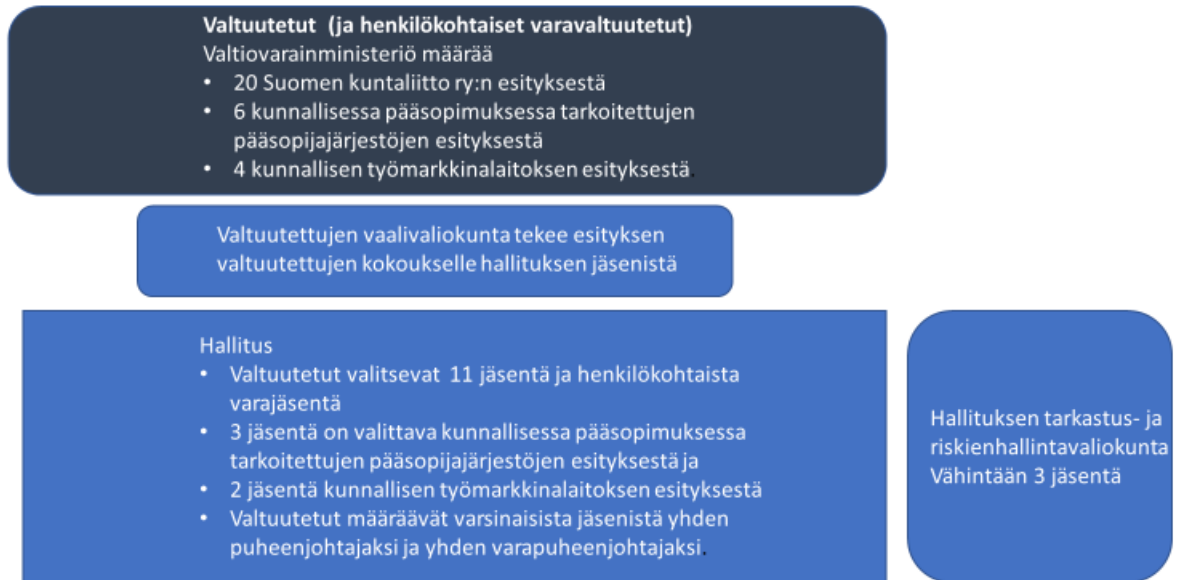 Valtuutetut (ja henkilökohtaiset varavaltuutetut)
Valtiovarainministeriö määrää
• 20 Suomen kuntaliitto ry:n esityksestä
• 6 kunnallisessa pääsopimuksessa tarkoitettujen
pääsopijajärjestöjen esityksestä
• 4 kunnallisen työmarkkinalaitoksen esityksestä.
Valtuutettujen vaalivaliokunta tekee esityksen
valtuutettujen kokoukselle hallituksen jäsenistä
Hallitus
• Valtuutetut valitsevat 11 jäsentä ja henkilökohtaista
varajäsentä
• 3 jäsentä on valittava kunnallisessa pääsopimuksessa
tarkoitettujen pääsopijajärjestöjen esityksestä ja
• 2 jäsentä kunnallisen työmarkkinalaitoksen esityksestä
• Valtuutetut määräävät varsinaisista jäsenistä yhden
puheenjohtajaksi ja yhden varapuheenjohtajaksi.
Hallituksen tarkastus- ja
riskienhallintavaliokunta
Vähintään 3 jäsentä